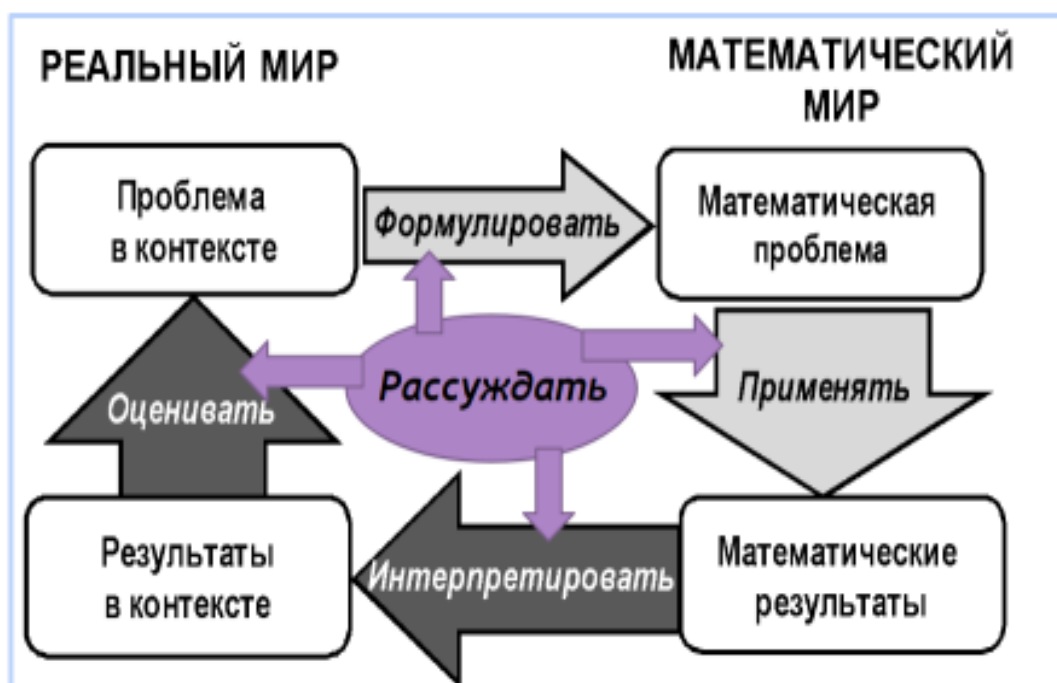 РЕАЛЬНЫЙ МИР
МАТЕМАТИЧЕСКИЙ
МИР
Проблема
в контексте
Формулировать
Математическая
проблема
Рассуждать
Оценивать
Применять
Результаты
в контексте
Интерпретировать
Математические
результаты